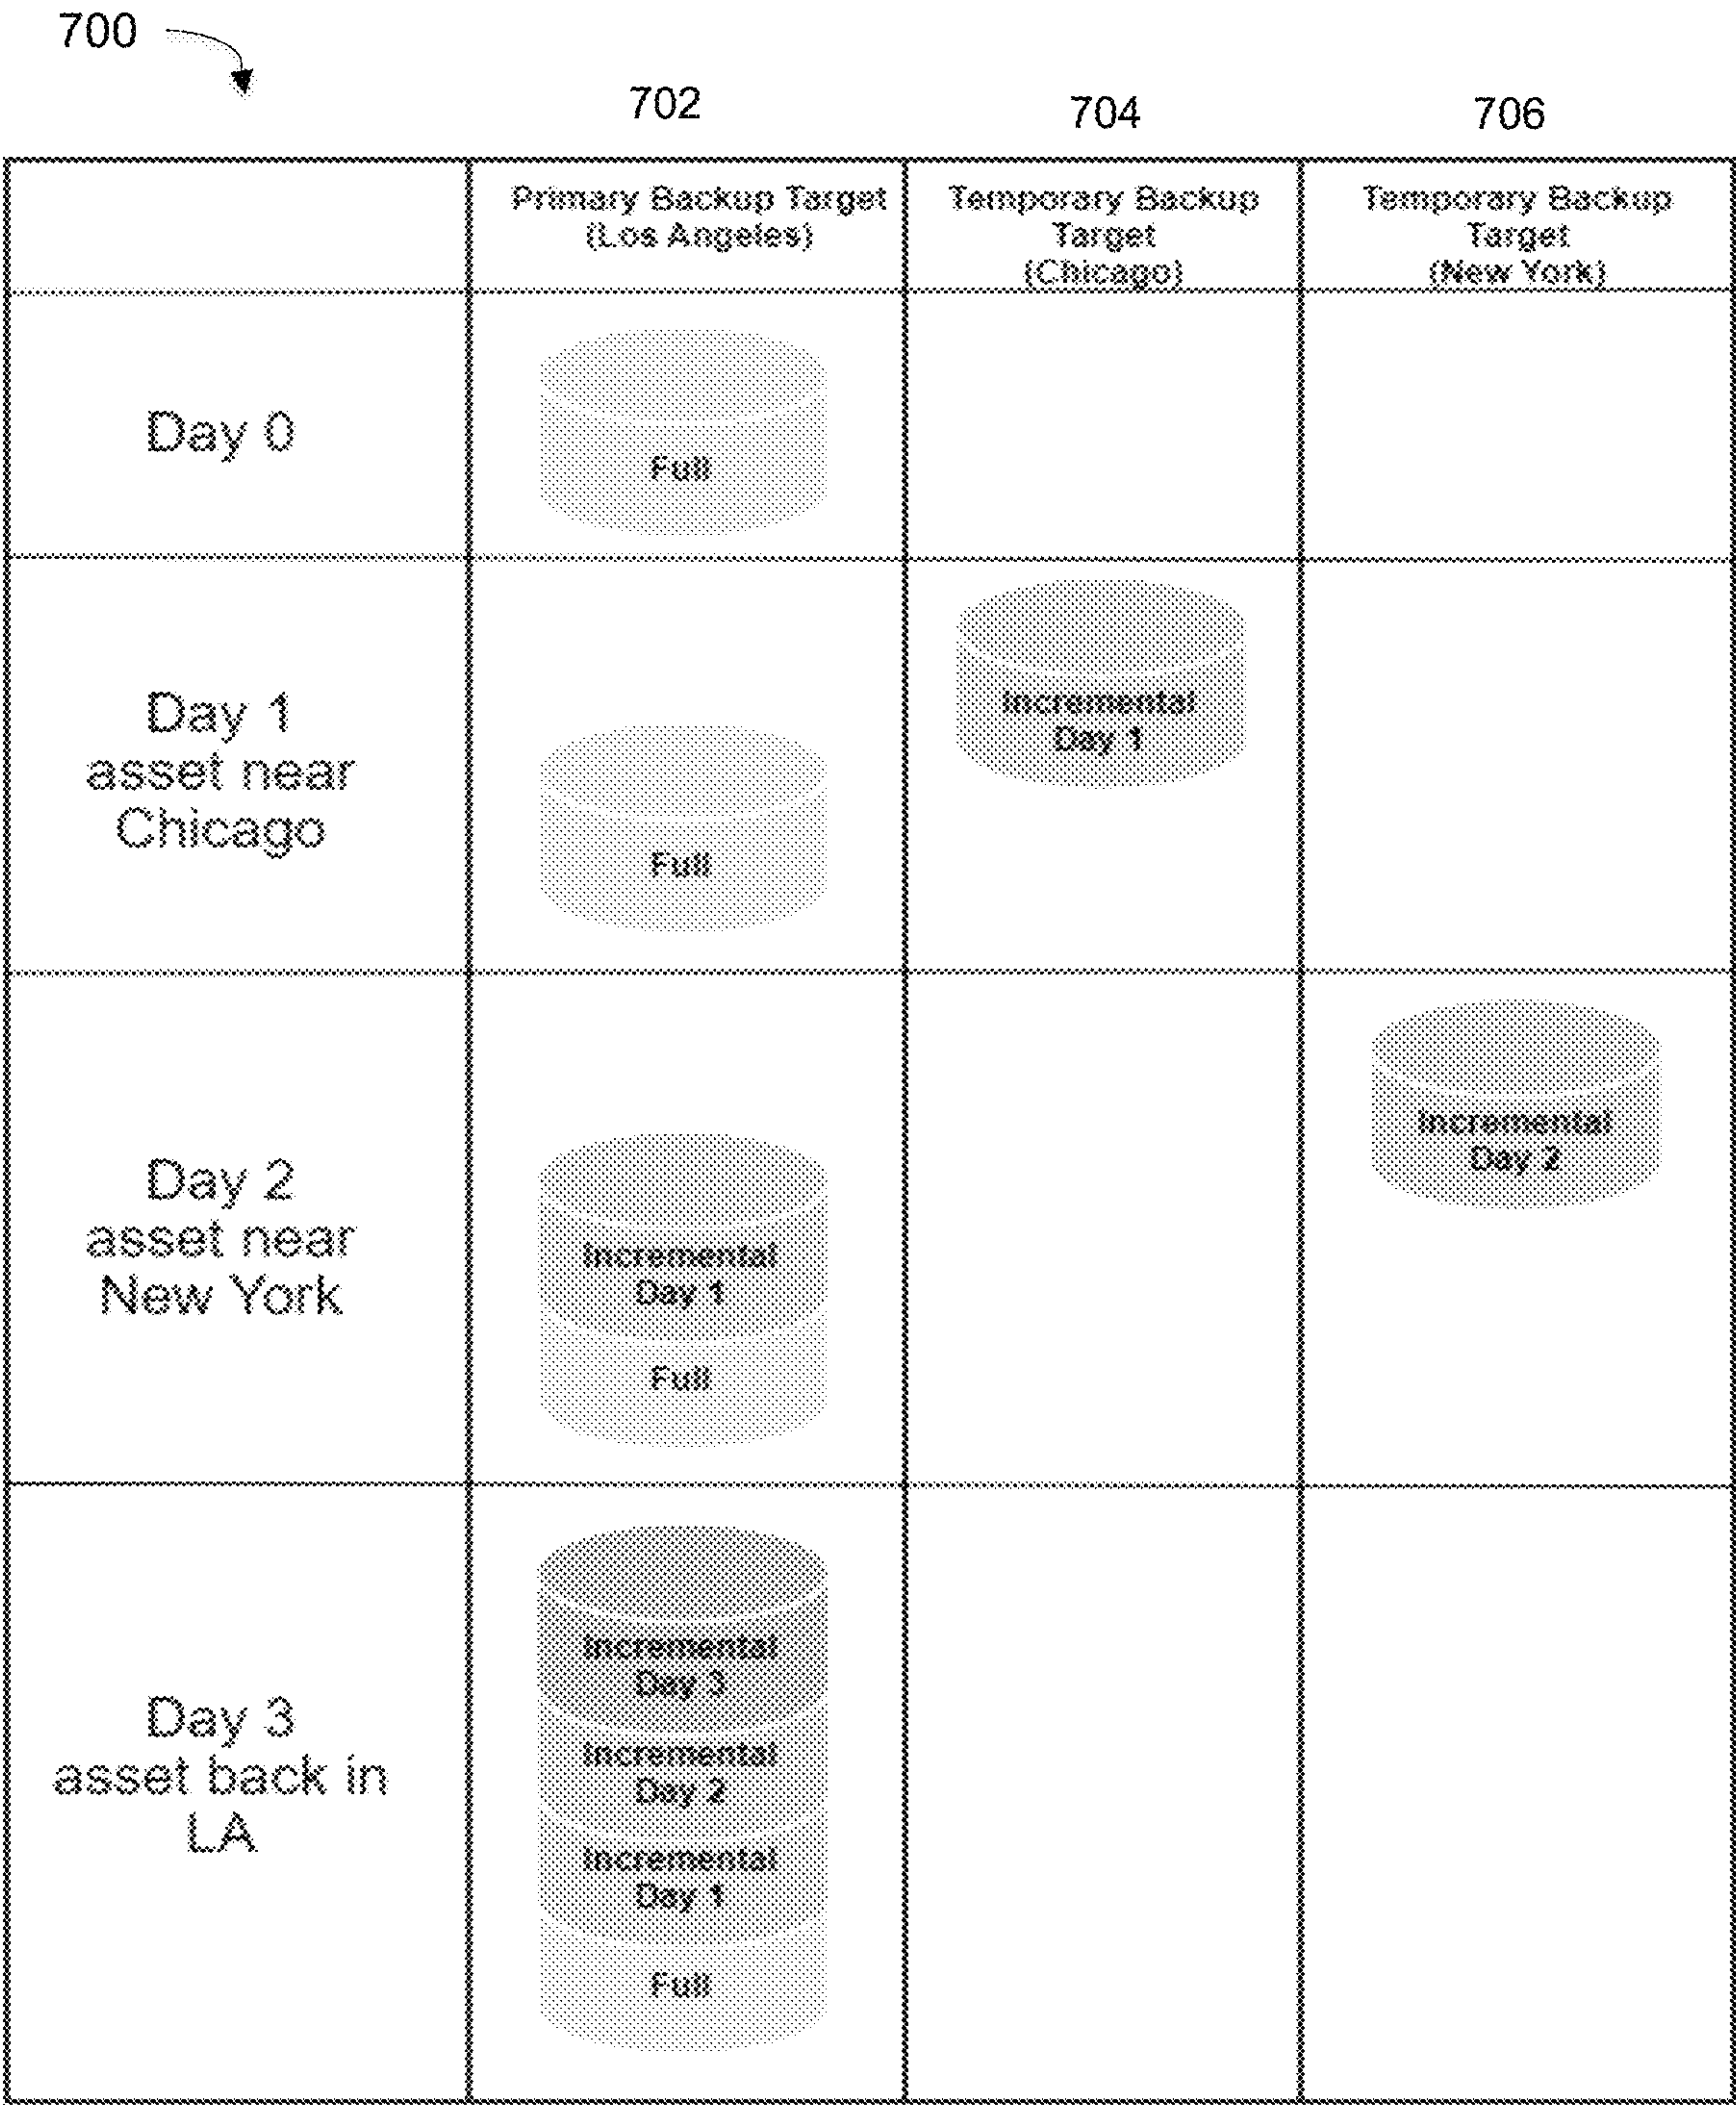 700
702
704
706
Primary Backup Target
(Los Angeles)
Temporary Backup
Target
(Chicago)
Temporary Backup
Target
(New York)
Day 0
Full
Day 1
asset near
Chicago
Full
Incremental
Day 1
Day 2
asset near
New York
Incremental
Day 1
Full
Incremental
Day 2
Day 3
asset back in
LA
Incremental
Day 3
Incremental
Day 2
Incremental
Day 1
Full